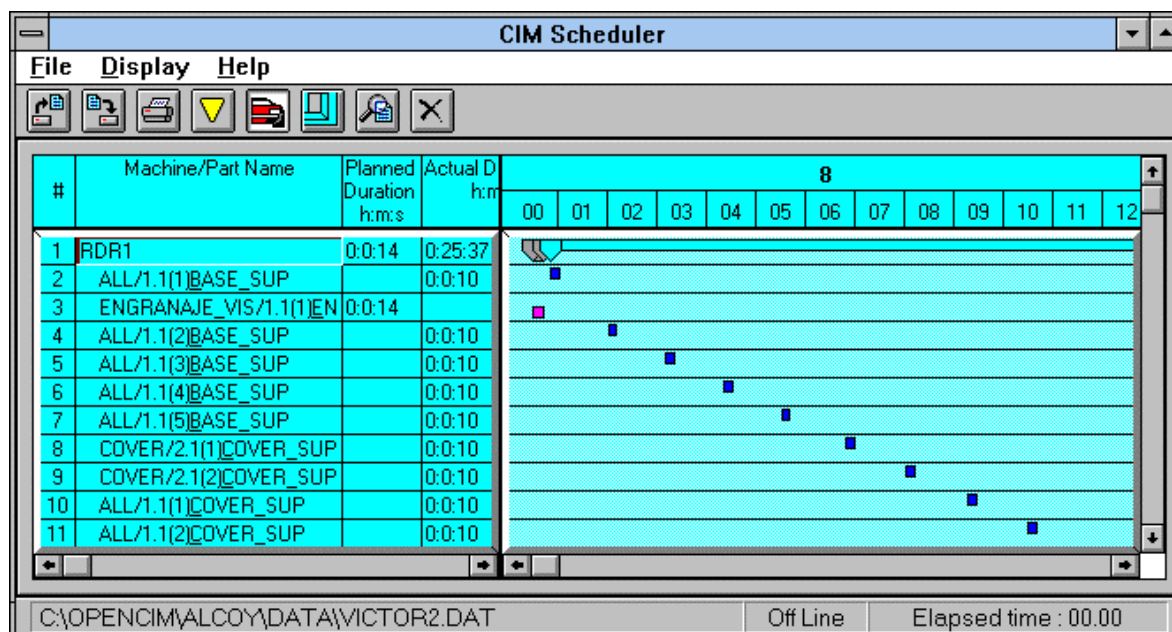 CIM Scheduler
File Display Help
# Machine/Part Name Planned Duration h:m:s Actual D h:m
8
00 01 02 03 04 05 06 07 08 09 10 11 12
1 RDR1 0:0:14 0:25:37
2 ALL/1.1(1)BASE_SUP 0:0:10
3 ENGRANAJE_VIS/1.1(1)EN 0:0:14
4 ALL/1.1(2)BASE_SUP 0:0:10
5 ALL/1.1(3)BASE_SUP 0:0:10
6 ALL/1.1(4)BASE_SUP 0:0:10
7 ALL/1.1(5)BASE_SUP 0:0:10
8 COVER/2.1(1)COVER_SUP 0:0:10
9 COVER/2.1(2)COVER_SUP 0:0:10
10 ALL/1.1(1)COVER_SUP 0:0:10
11 ALL/1.1(2)COVER_SUP 0:0:10
C:\OPENCIM\ALCOY\DATA\VICTOR2.DAT Off Line Elapsed time : 00.00